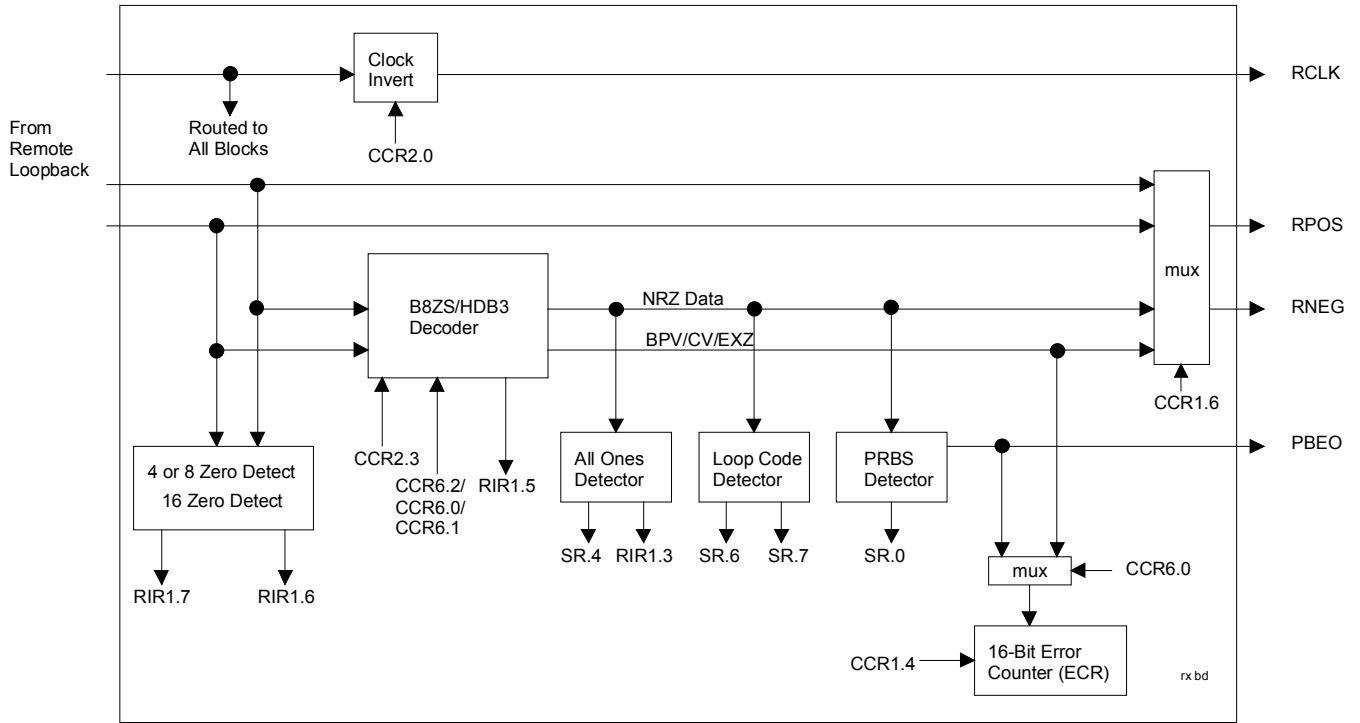 Clock
Invert
RCLK
From
Remote
Loopback
Routed to
All Blocks
CCR2.0
RPOS
mux
B8ZS/HDB3
Decoder
NRZ Data
RNEG
BPV/CV/EXZ
CCR1.6
4 or 8 Zero Detect
16 Zero Detect
CCR2.3
CCR6.2/
CCR6.0/
CCR6.1
RIR1.5
All Ones
Detector
Loop Code
Detector
PRBS
Detector
PBEO
SR.4
RIR1.3
SR.6
SR.7
SR.0
RIR1.7
RIR1.6
mux
CCR6.0
CCR1.4
16-Bit Error
Counter (ECR)
rx bd